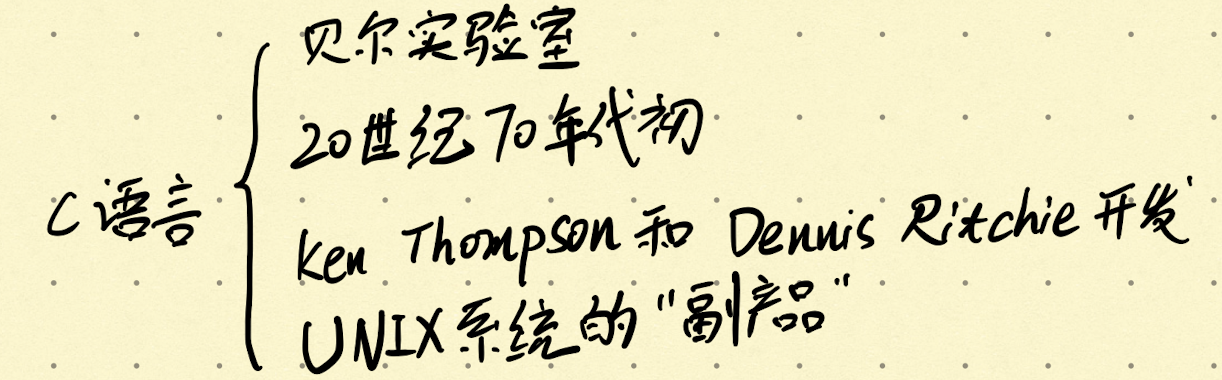 C语言
贝尔实验室
20世纪70年代初
Ken Thompson和 Dennis Ritchie开发
UNIX系统的"副产品"